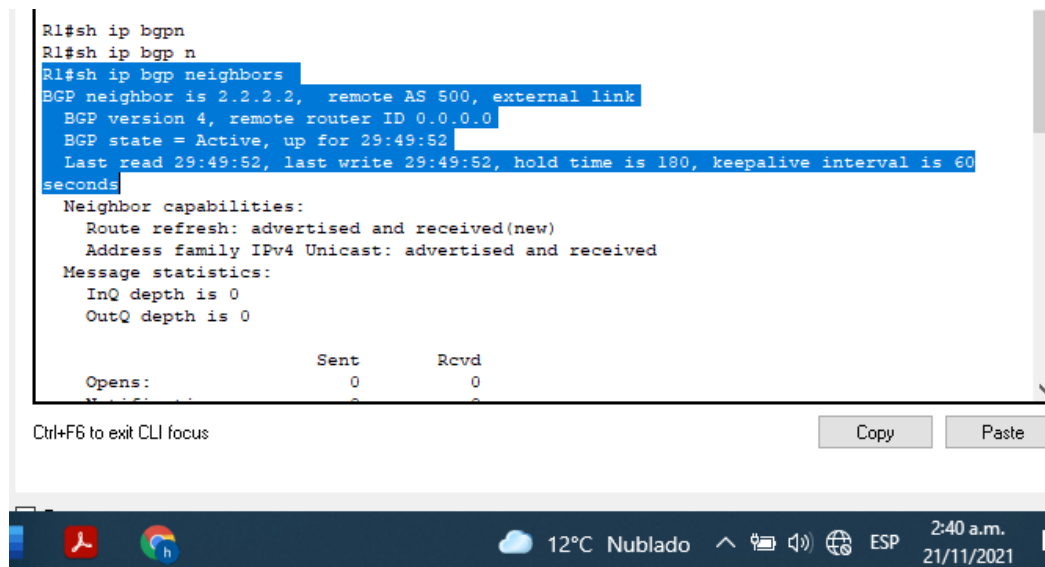 R1#sh ip bgpn
R1#sh ip bgp n
R1#sh ip bgp neighbors
BGP neighbor is 2.2.2.2,  remote AS 500, external link
  BGP version 4, remote router ID 0.0.0.0
  BGP state = Active, up for 29:49:52
  Last read 29:49:52, last write 29:49:52, hold time is 180, keepalive interval is 60
seconds
  Neighbor capabilities:
    Route refresh: advertised and received(new)
    Address family IPv4 Unicast: advertised and received
  Message statistics:
    InQ depth is 0
    OutQ depth is 0
                         Sent       Rcvd
    Opens:                  0          0
Ctrl+F6 to exit CLI focus
Copy
Paste
h
12°C Nublado
ESP
2:40 a.m.
21/11/2021